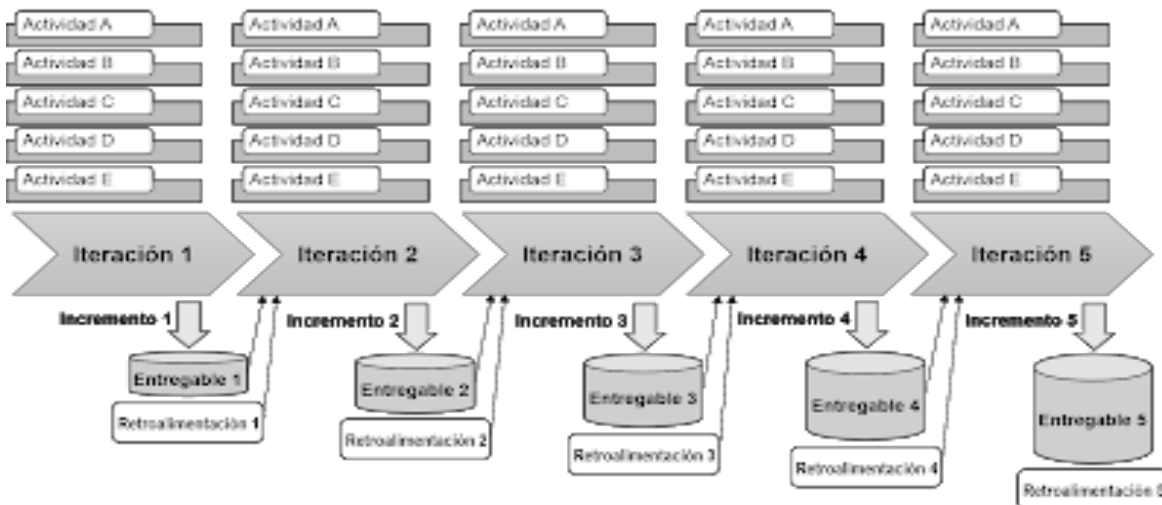 Actividad A Actividad A Actividad A Actividad A Actividad A
Actividad B Actividad B Actividad B Actividad B Actividad B
Actividad C Actividad C Actividad C Actividad C Actividad C
Actividad D Actividad D Actividad D Actividad D Actividad D
Actividad E Actividad E Actividad E Actividad E Actividad E
Iteración 1 Iteración 2 Iteración 3 Iteración 4 Iteración 5
Incremento 1 Incremento 2 Incremento 3 Incremento 4 Incremento 5
Entregable 1 Entregable 2 Entregable 3 Entregable 4 Entregable 5
Retroalimentación 1 Retroalimentación 2 Retroalimentación 3 Retroalimentación 4 Retroalimentación 5